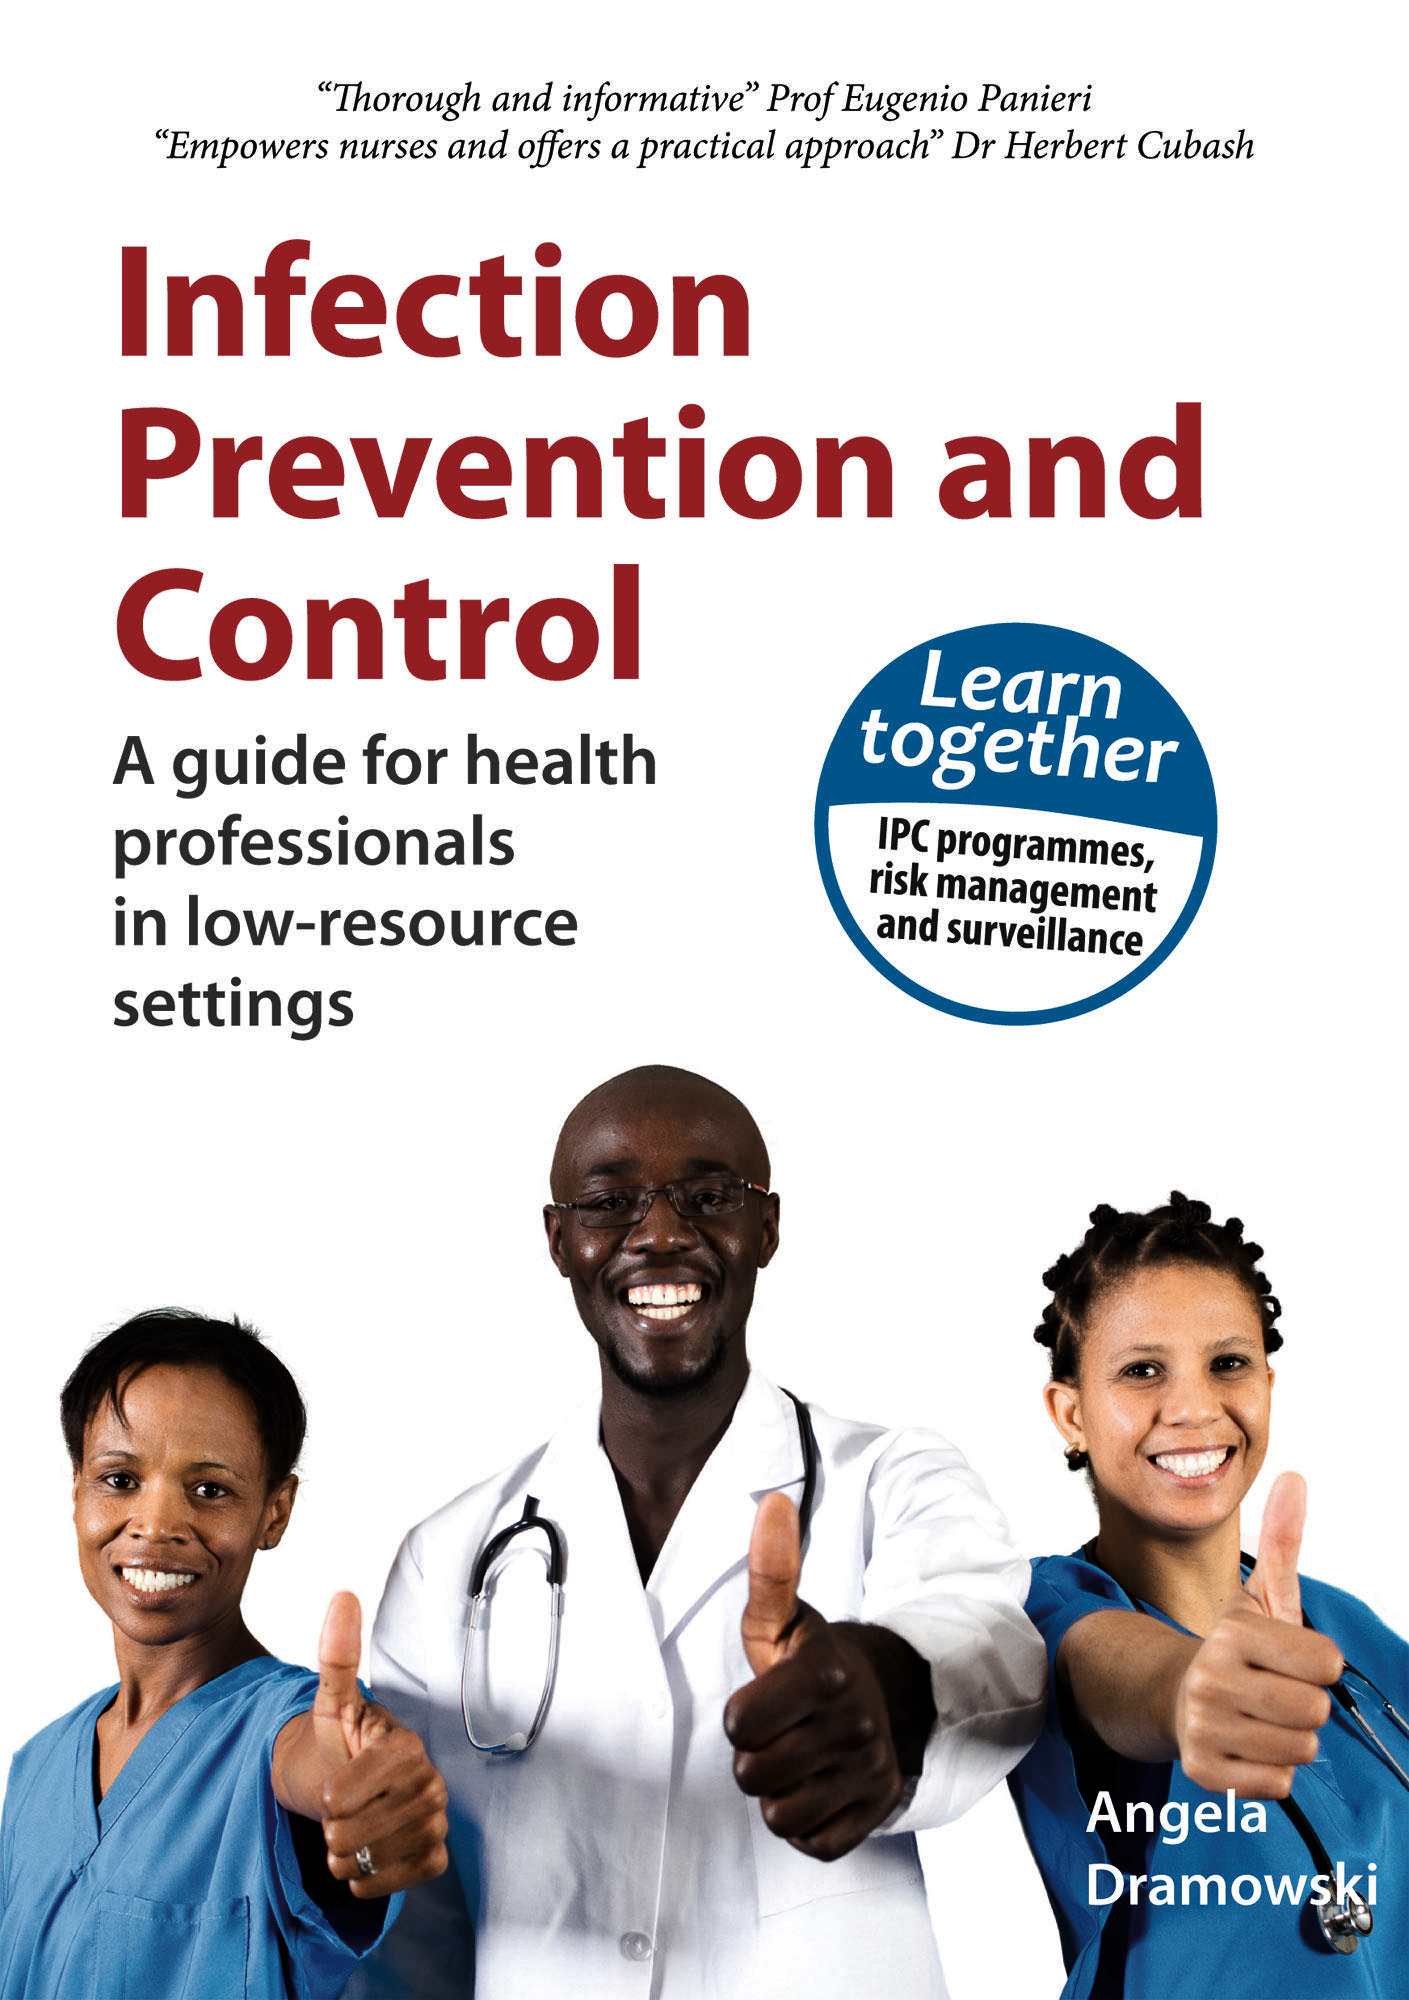 “Thorough and informative” Prof Eugenio Panieri
“Empowers nurses and offers a practical approach” Dr Herbert Cubash
Infection
Prevention and
Control
A guide for health
professionals
in low-resource
settings
Learn
together
IPC programmes,
risk management
and surveillance
Angela
Dramowski